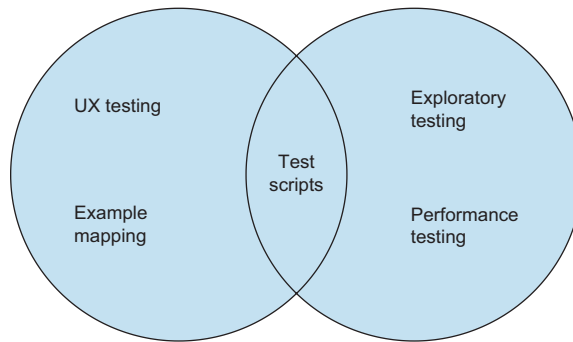 UX testing
Example
mapping
Test
scripts
Exploratory
testing
Performance
testing